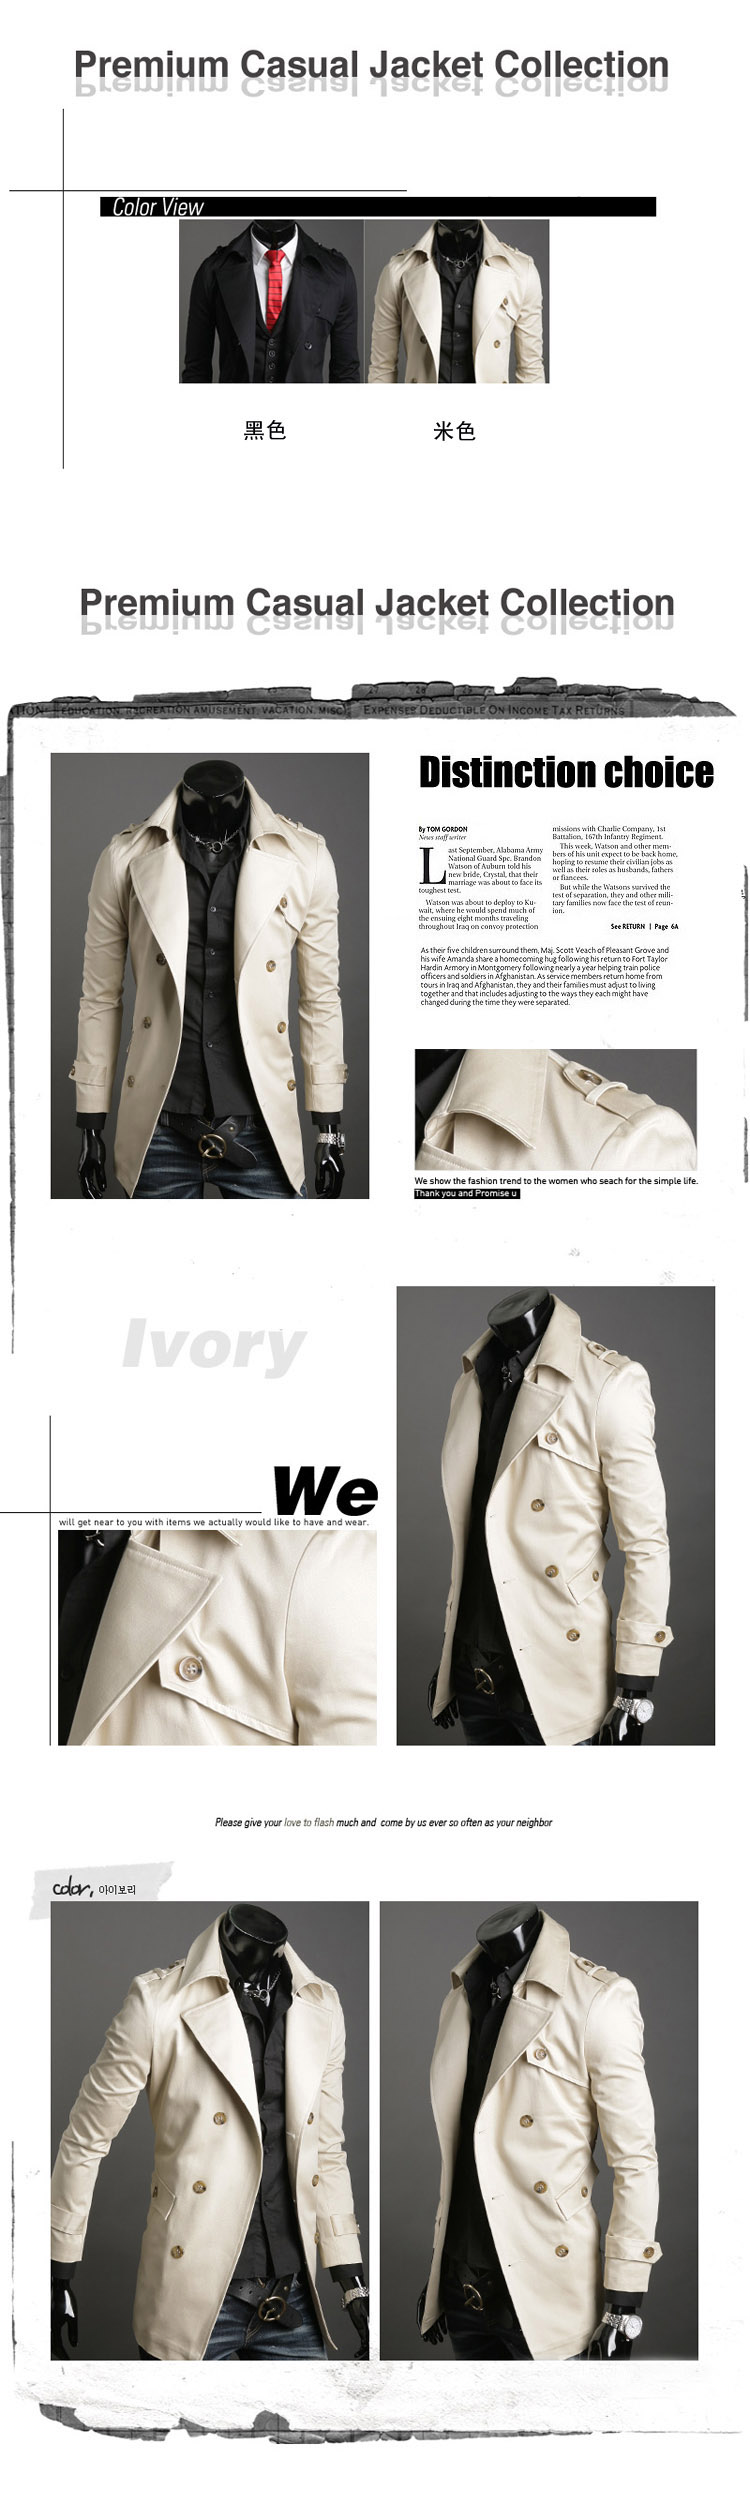 Premium Casual Jacket Collection
Color View
黑色
米色
Premium Casual Jacket Collection
EDUCATION, RECREATION AMUSEMENT, VACATION, MISC.
EXPENSES DEDUCTIBLE ON INCOME TAX RETURNS
Distinction choice
By TOM GORDON
News staff writer
Last September, Alabama Army
National Guard Spc. Brandon
Watson of Auburn told his
new bride, Crystal, that their
marriage was about to face its
toughest test.
Watson was about to deploy to Ku-
wait, where he would spend much of
the ensuing eight months traveling
throughout Iraq on convoy protection
missions with Charlie Company, 1st
Battalion, 167th Infantry Regiment.
This week, Watson and other mem-
bers of his unit expect to be back home,
hoping to resume their civilian jobs as
well as their roles as husbands, fathers
or fiancees.
But while the Watsons survived the
test of separation, they and other mili-
tary families now face the test of reun-
ion.
See RETURN | Page 6A
As their five children surround them, Maj. Scott Veach of Pleasant Grove and
his wife Amanda share a homecoming hug following his return to Fort Taylor
Hardin Armory in Montgomery following nearly a year helping train police
officers and soldiers in Afghanistan. As service members return home from
tours in Iraq and Afghanistan, they and their families must adjust to living
together and that includes adjusting to the ways they each might have
changed during the time they were separated.
We show the fashion trend to the women who seach for the simple life.
Thank you and Promise u
Ivory
We
will get near to you with items we actually would like to have and wear.
Please give your love to flash much and come by us ever so often as your neighbor
color, 아이보리